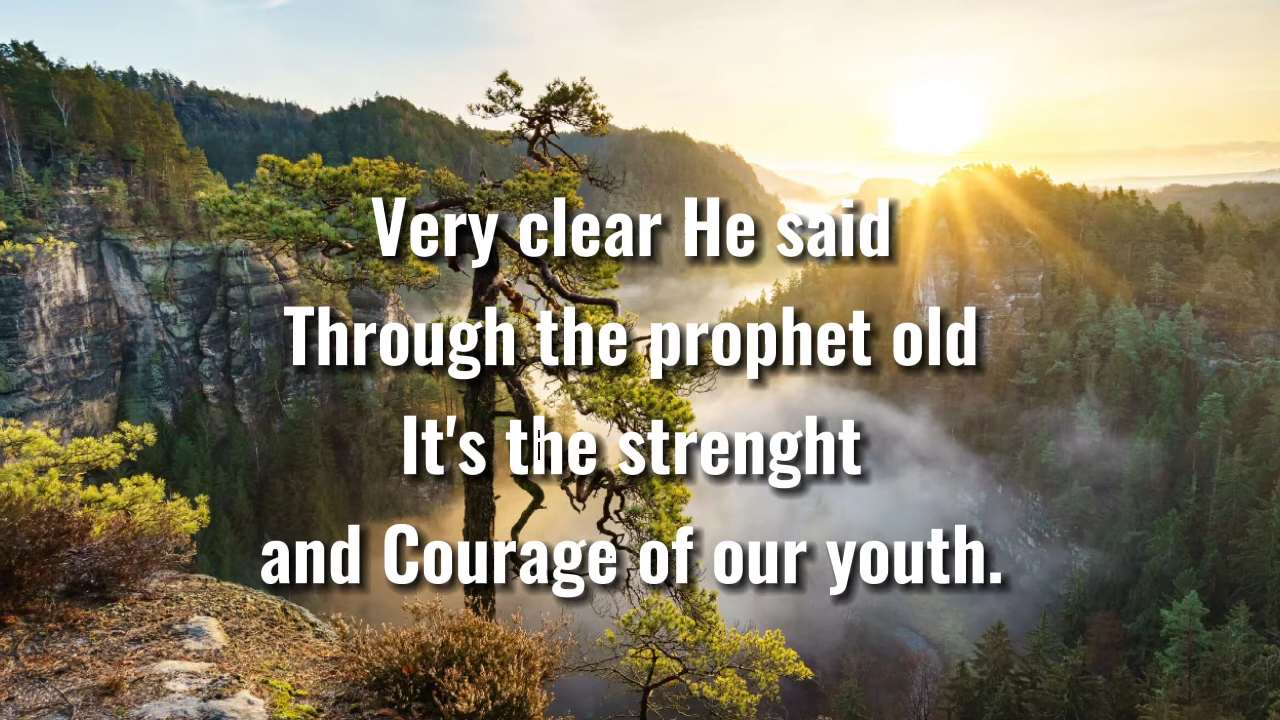 Very clear He said
Through the prophet old
It's the strenght
and Courage of our youth.